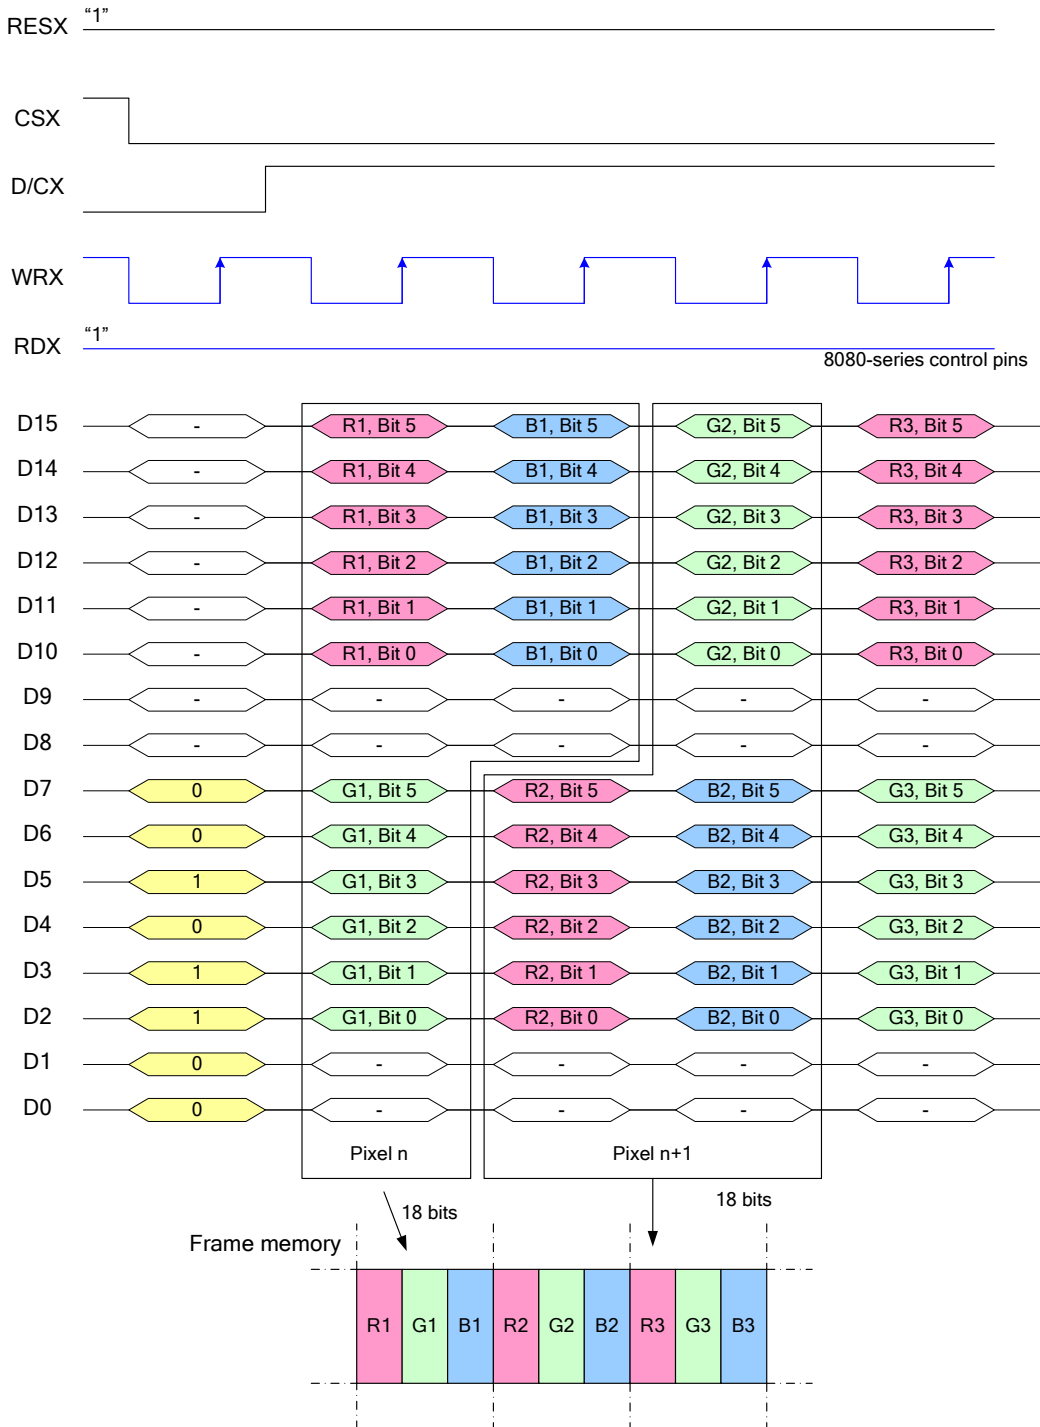 RESX “1”
CSX
D/CX
WRX
RDX “1”
8080-series control pins
D15 - R1, Bit 5 B1, Bit 5 G2, Bit 5 R3, Bit 5
D14 - R1, Bit 4 B1, Bit 4 G2, Bit 4 R3, Bit 4
D13 - R1, Bit 3 B1, Bit 3 G2, Bit 3 R3, Bit 3
D12 - R1, Bit 2 B1, Bit 2 G2, Bit 2 R3, Bit 2
D11 - R1, Bit 1 B1, Bit 1 G2, Bit 1 R3, Bit 1
D10 - R1, Bit 0 B1, Bit 0 G2, Bit 0 R3, Bit 0
D9 - - - - -
D8 - - - - -
D7 0 G1, Bit 5 R2, Bit 5 B2, Bit 5 G3, Bit 5
D6 0 G1, Bit 4 R2, Bit 4 B2, Bit 4 G3, Bit 4
D5 1 G1, Bit 3 R2, Bit 3 B2, Bit 3 G3, Bit 3
D4 0 G1, Bit 2 R2, Bit 2 B2, Bit 2 G3, Bit 2
D3 1 G1, Bit 1 R2, Bit 1 B2, Bit 1 G3, Bit 1
D2 1 G1, Bit 0 R2, Bit 0 B2, Bit 0 G3, Bit 0
D1 0 - - - -
D0 0 - - - -
Pixel n Pixel n+1
18 bits 18 bits
Frame memory
R1 G1 B1 R2 G2 B2 R3 G3 B3